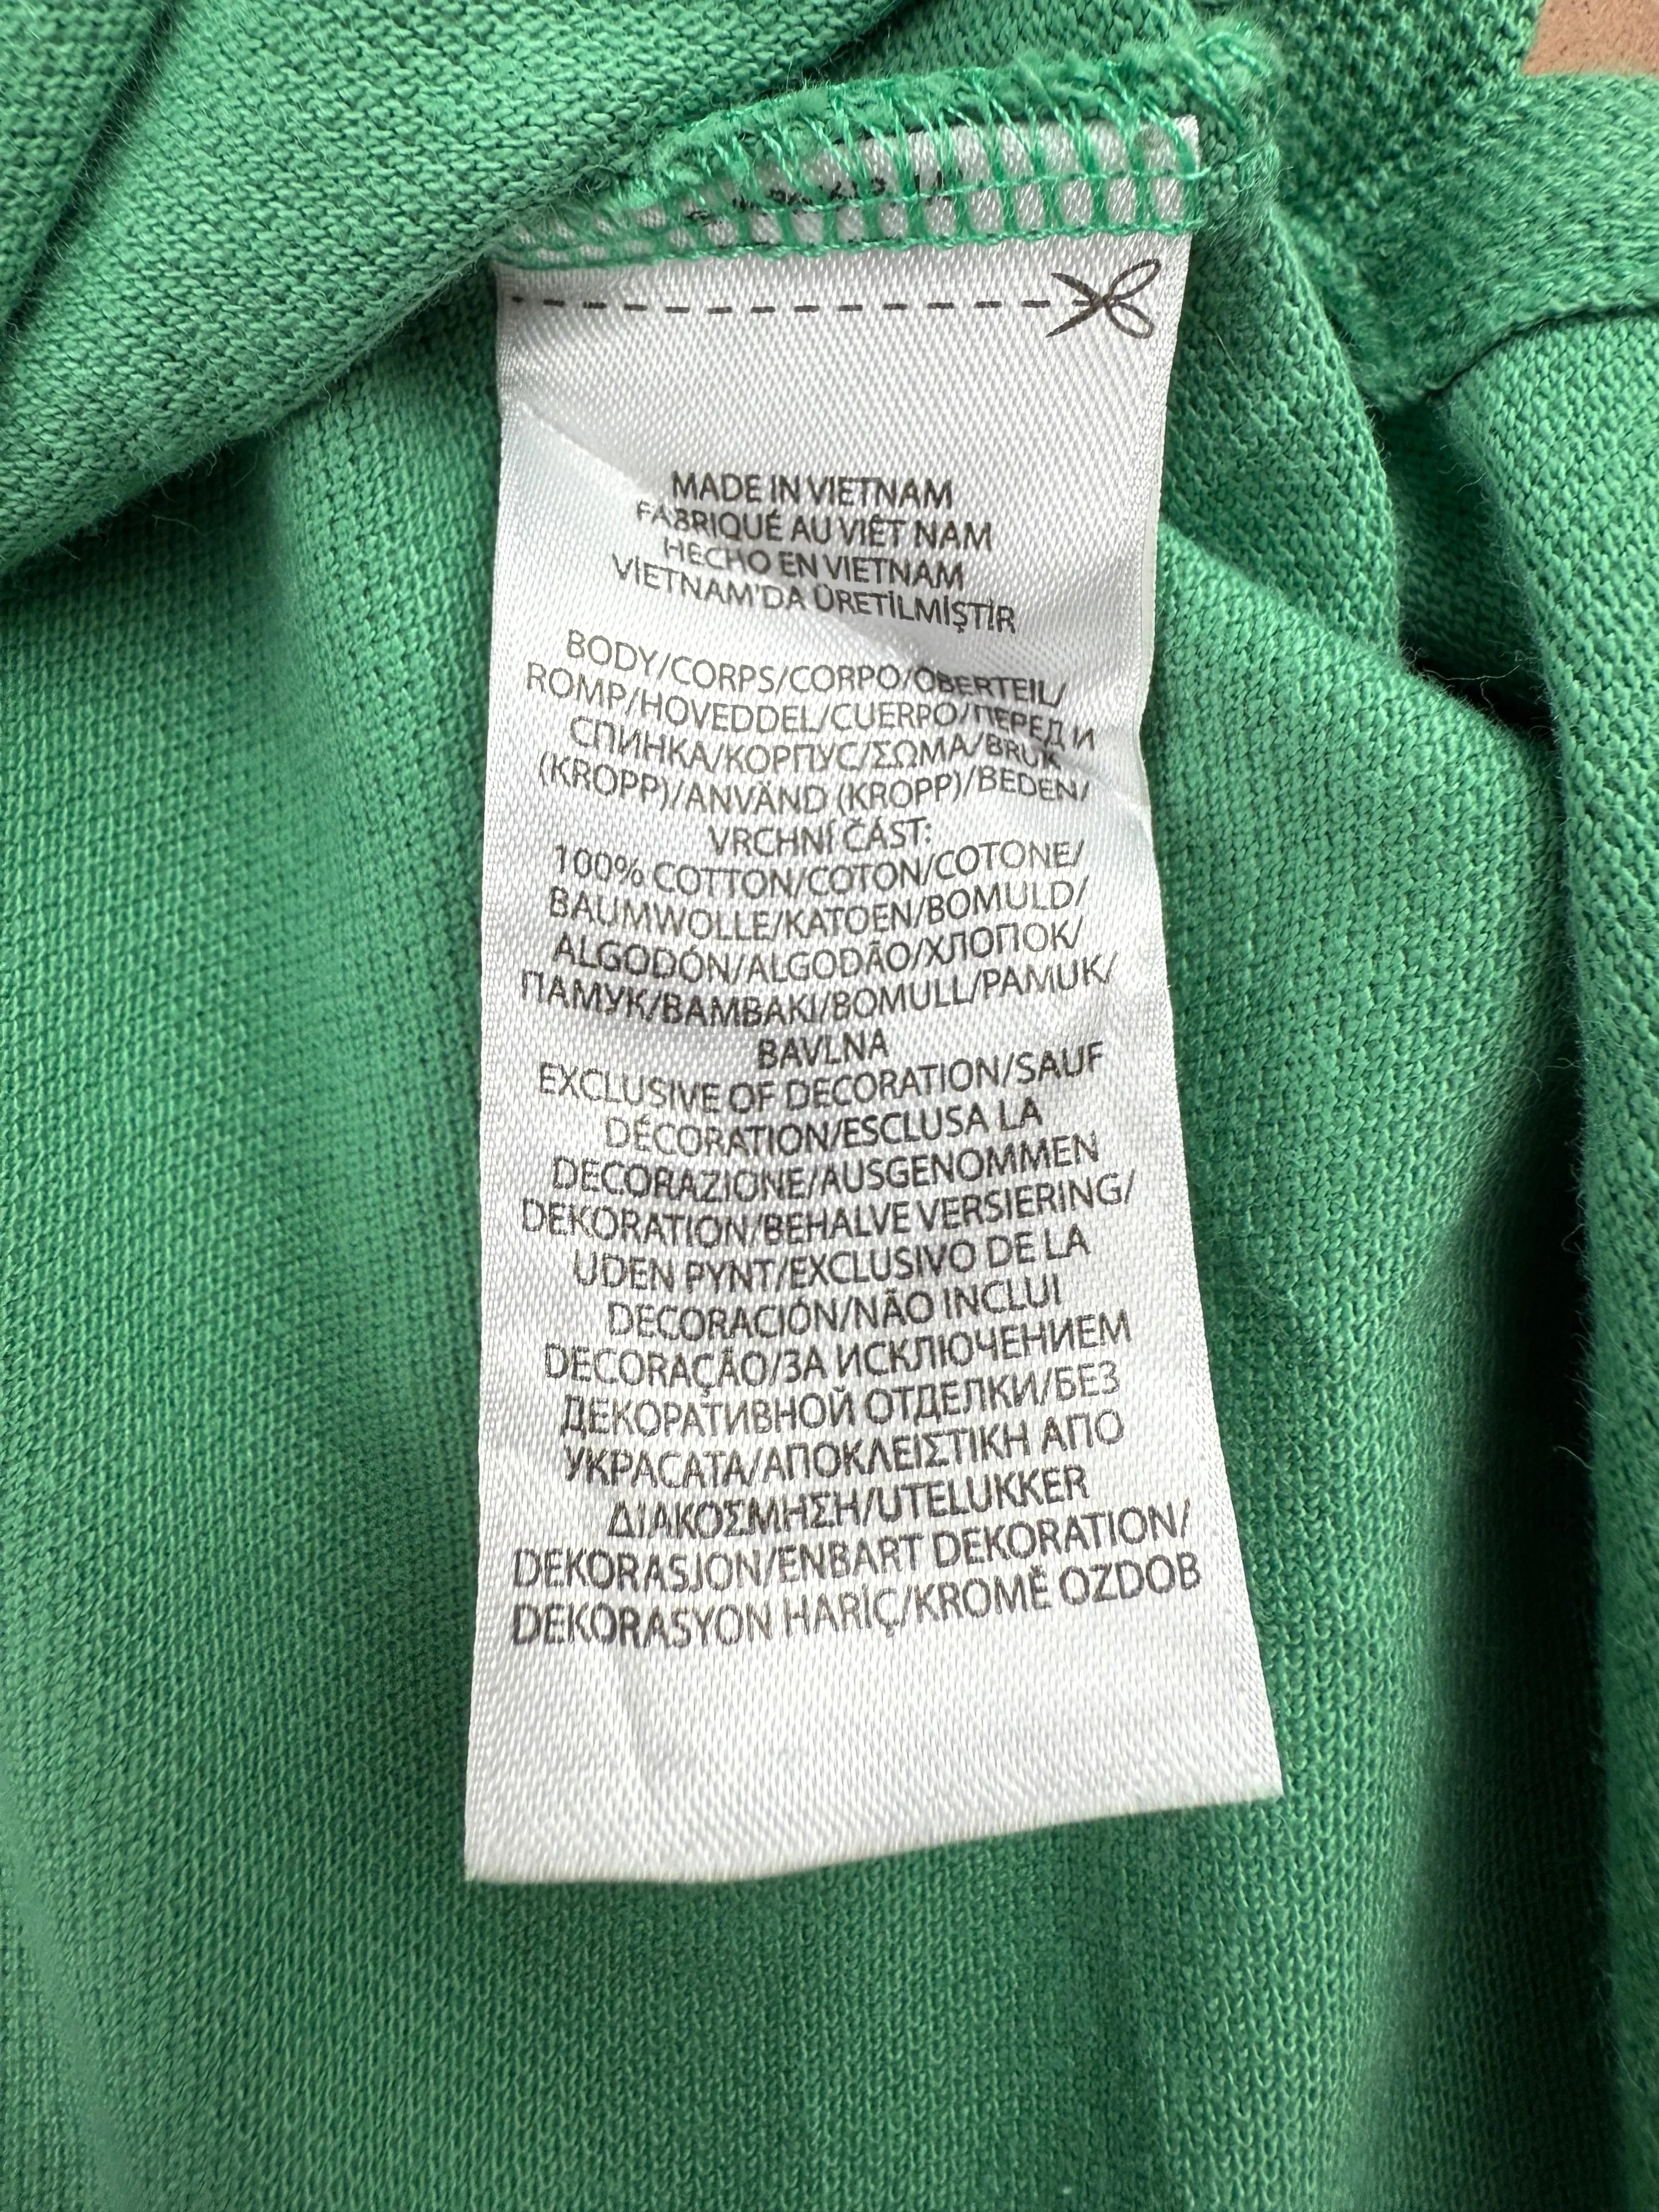 MADE IN VIETNAM
FABRIQUÉ AU VIÊT NAM
HECHO EN VIETNAM
VİETNAM'DA ÜRETİLMİŞTİR
BODY/CORPS/CORPO/OBERTEIL/
ROMP/HOVEDDEL/CUERPO/ПЕРЕД И
СПИНКА/КОРПУС/ΣΩΜΑ/BRUK
(KROPP)/ANVÄND (KROPP)/BEDEN/
VRCHNÍ ČÁST:
100% COTTON/COTON/COTONE/
BAUMWOLLE/KATOEN/BOMULD/
ALGODÓN/ALGODÃO/ХЛОПОК/
ПАМУК/ΒΑΜΒΑΚΙ/BOMULL/PAMUK/
BAVLNA
EXCLUSIVE OF DECORATION/SAUF
DÉCORATION/ESCLUSA LA
DECORAZIONE/AUSGENOMMEN
DEKORATION/BEHALVE VERSIERING/
UDEN PYNT/EXCLUSIVO DE LA
DECORACIÓN/NÃO INCLUI
DECORAÇÃO/ЗА ИСКЛЮЧЕНИЕМ
ДЕКОРАТИВНОЙ ОТДЕЛКИ/БЕЗ
УКРАСАТА/ΑΠΟΚΛΕΙΣΤΙΚΗ ΑΠΟ
ΔΙΑΚΟΣΜΗΣΗ/UTELUKKER
DEKORASJON/ENBART DEKORATION/
DEKORASYON HARİÇ/KROMĚ OZDOB